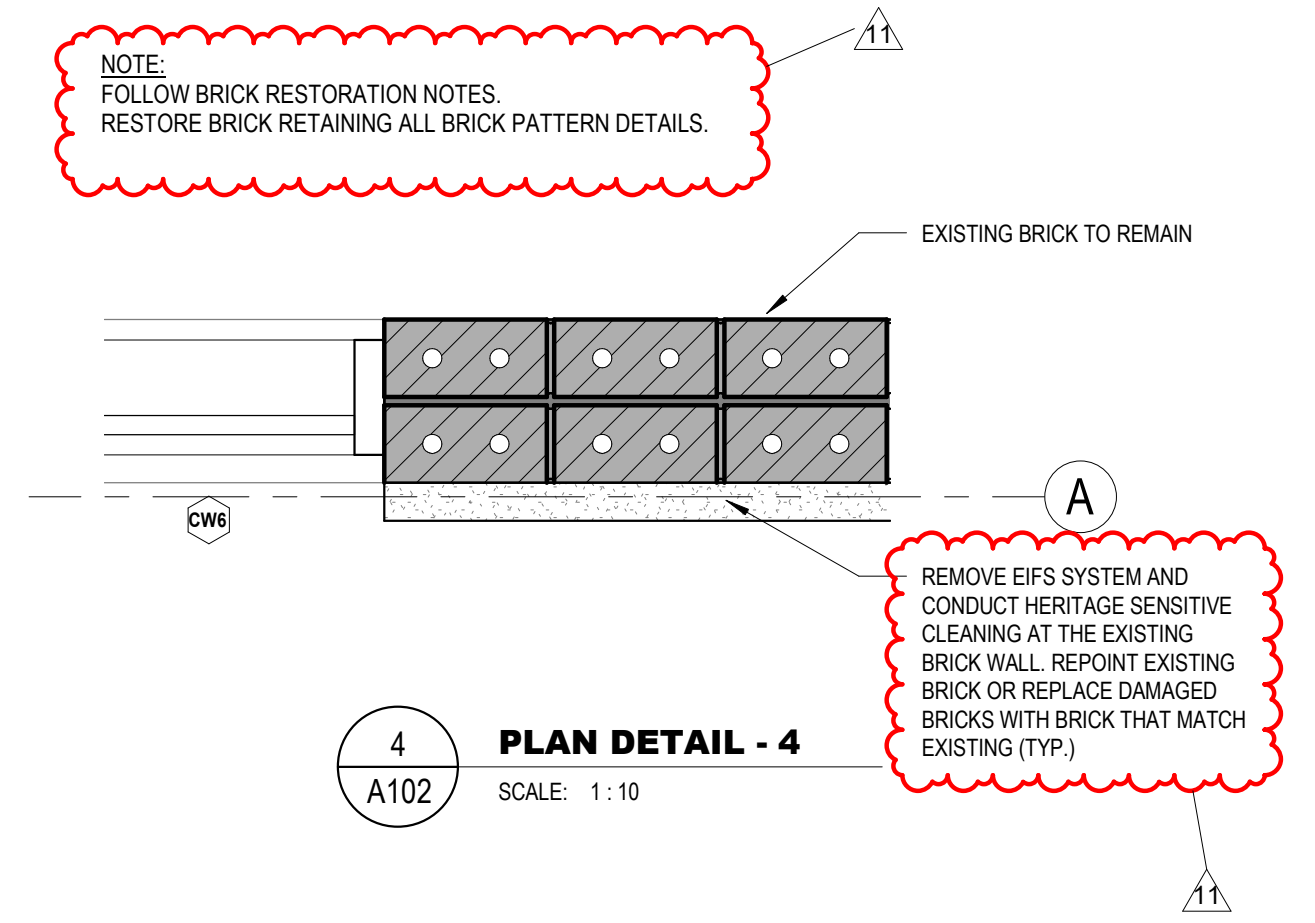 11
NOTE:
FOLLOW BRICK RESTORATION NOTES.
RESTORE BRICK RETAINING ALL BRICK PATTERN DETAILS.
EXISTING BRICK TO REMAIN
A
CW6
REMOVE EIFS SYSTEM AND
CONDUCT HERITAGE SENSITIVE
CLEANING AT THE EXISTING
BRICK WALL. REPOINT EXISTING
BRICK OR REPLACE DAMAGED
BRICKS WITH BRICK THAT MATCH
EXISTING (TYP.)
4
A102
PLAN DETAIL - 4
SCALE: 1 : 10
11